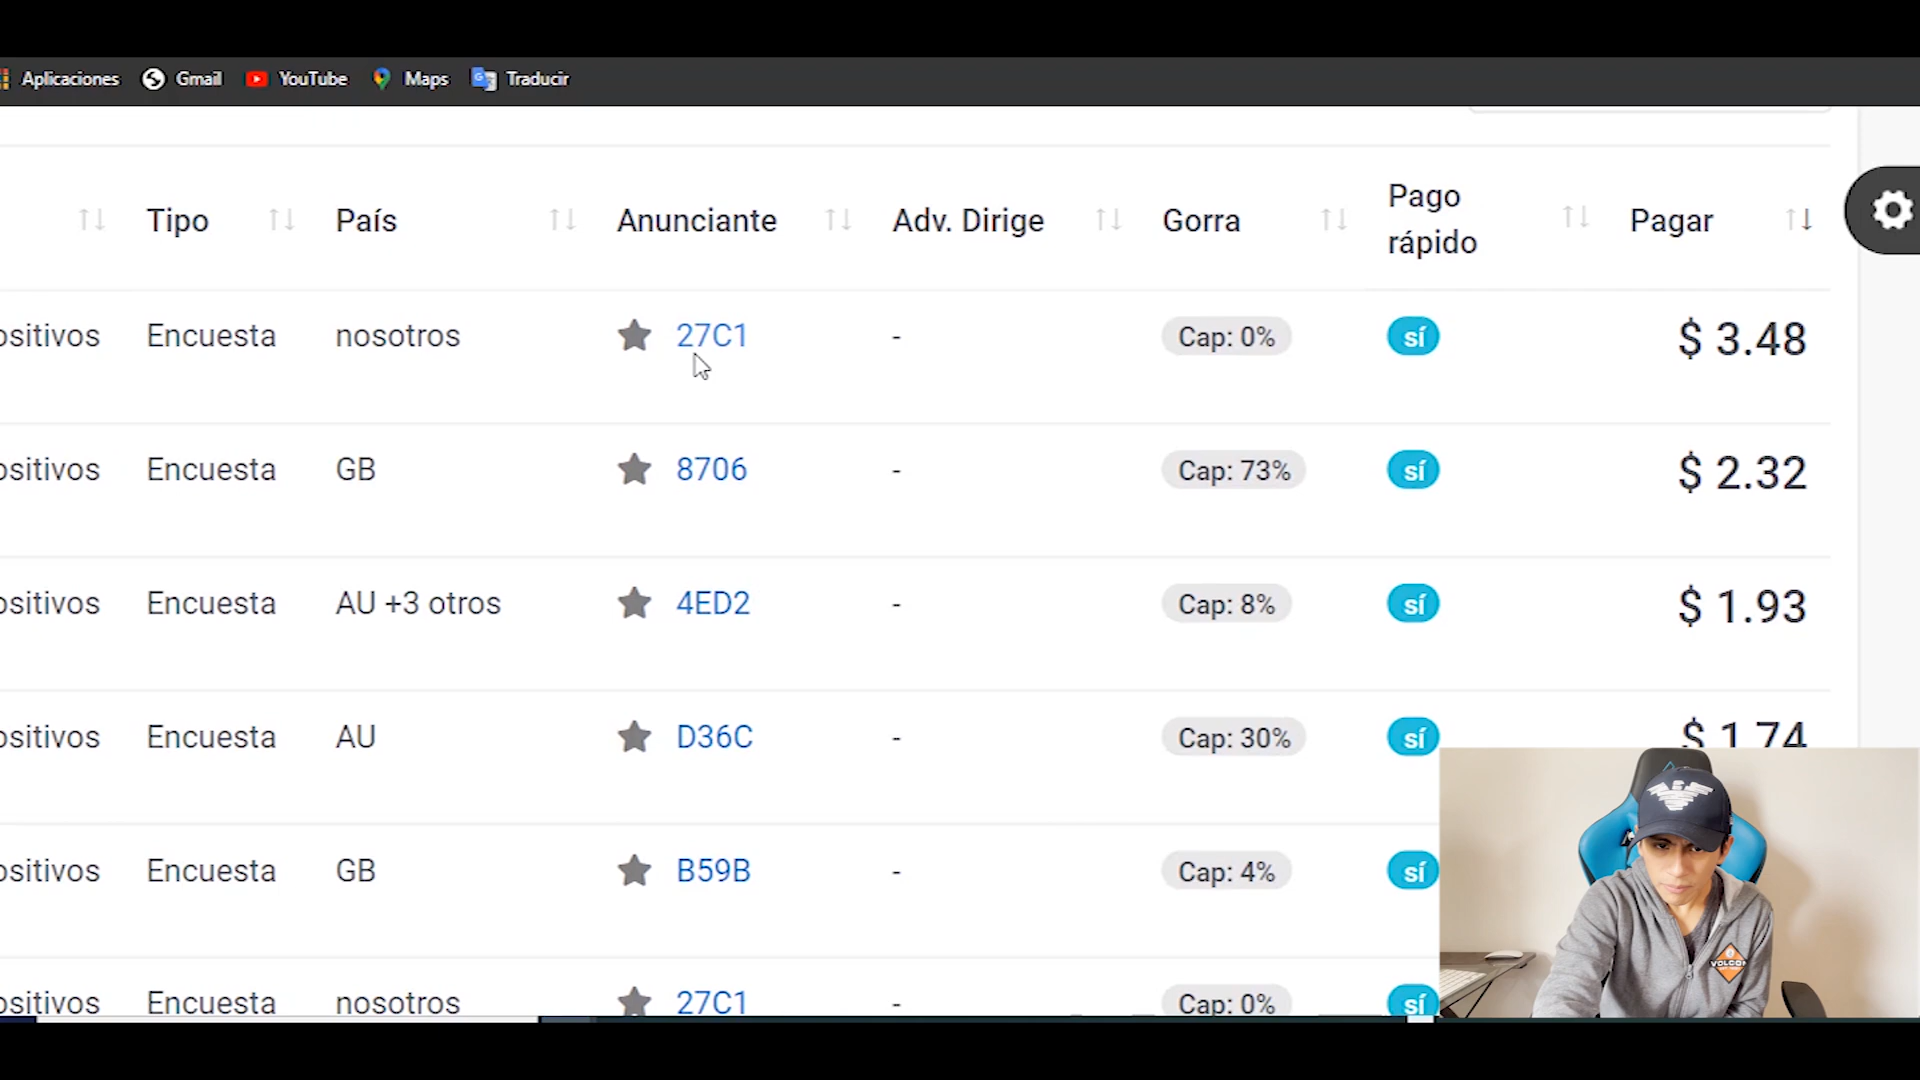 Aplicaciones Gmail YouTube Maps Traducir
Tipo País Anunciante Adv. Dirige Gorra Pago rápido Pagar
ositivos Encuesta nosotros 27C1 - Cap: 0% sí $ 3.48
ositivos Encuesta GB 8706 - Cap: 73% sí $ 2.32
ositivos Encuesta AU +3 otros 4ED2 - Cap: 8% sí $ 1.93
ositivos Encuesta AU D36C - Cap: 30% sí $ 1.74
ositivos Encuesta GB B59B - Cap: 4% sí
ositivos Encuesta nosotros 27C1 - Cap: 0% sí
VOLCOM